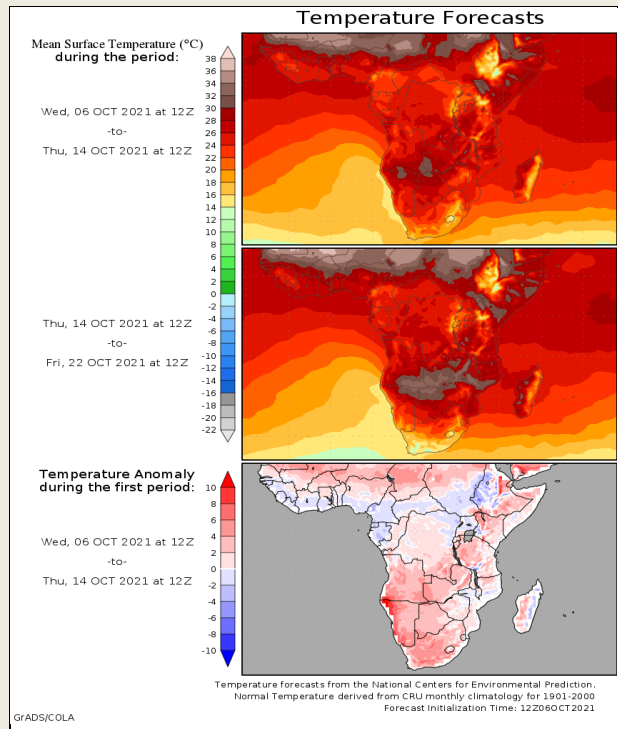 Temperature Forecasts
Mean Surface Temperature (°C)
during the period:
Wed, 06 OCT 2021 at 12Z
-to-
Thu, 14 OCT 2021 at 12Z
38
36
34
32
30
28
26
24
22
20
18
16
14
12
10
8
6
4
2
0
-2
-4
-6
-8
-10
-12
-14
-16
-18
-20
-22
Thu, 14 OCT 2021 at 12Z
-to-
Fri, 22 OCT 2021 at 12Z
Temperature Anomaly
during the first period:
Wed, 06 OCT 2021 at 12Z
-to-
Thu, 14 OCT 2021 at 12Z
10
8
6
4
2
0
-2
-4
-6
-8
-10
Temperature forecasts from the National Centers for Environmental Prediction.
Normal Temperature derived from CRU monthly climatology for 1901-2000
Forecast Initialization Time: 12Z06OCT2021
GrADS/COLA